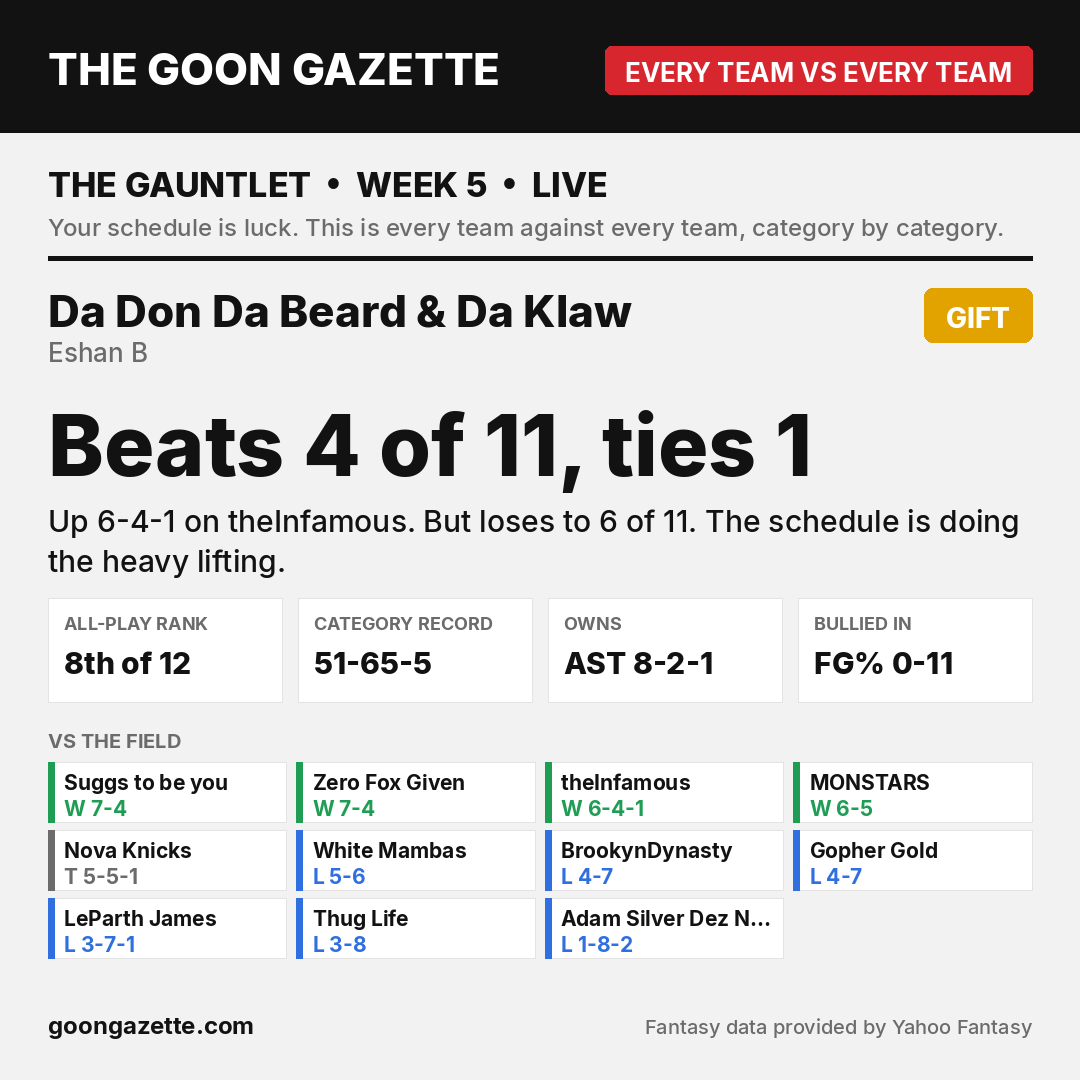 THE GOON GAZETTE
EVERY TEAM VS EVERY TEAM
THE GAUNTLET • WEEK 5 • LIVE
Your schedule is luck. This is every team against every team, category by category.
Da Don Da Beard & Da Klaw
GIFT
Eshan B
Beats 4 of 11, ties 1
Up 6-4-1 on theInfamous. But loses to 6 of 11. The schedule is doing
the heavy lifting.
ALL-PLAY RANK
8th of 12
CATEGORY RECORD
51-65-5
OWNS
AST 8-2-1
BULLIED IN
FG% 0-11
VS THE FIELD
Suggs to be you
W 7-4
Zero Fox Given
W 7-4
theInfamous
W 6-4-1
MONSTARS
W 6-5
Nova Knicks
T 5-5-1
White Mambas
L 5-6
BrookynDynasty
L 4-7
Gopher Gold
L 4-7
LeParth James
L 3-7-1
Thug Life
L 3-8
Adam Silver Dez N...
L 1-8-2
goongazette.com
Fantasy data provided by Yahoo Fantasy